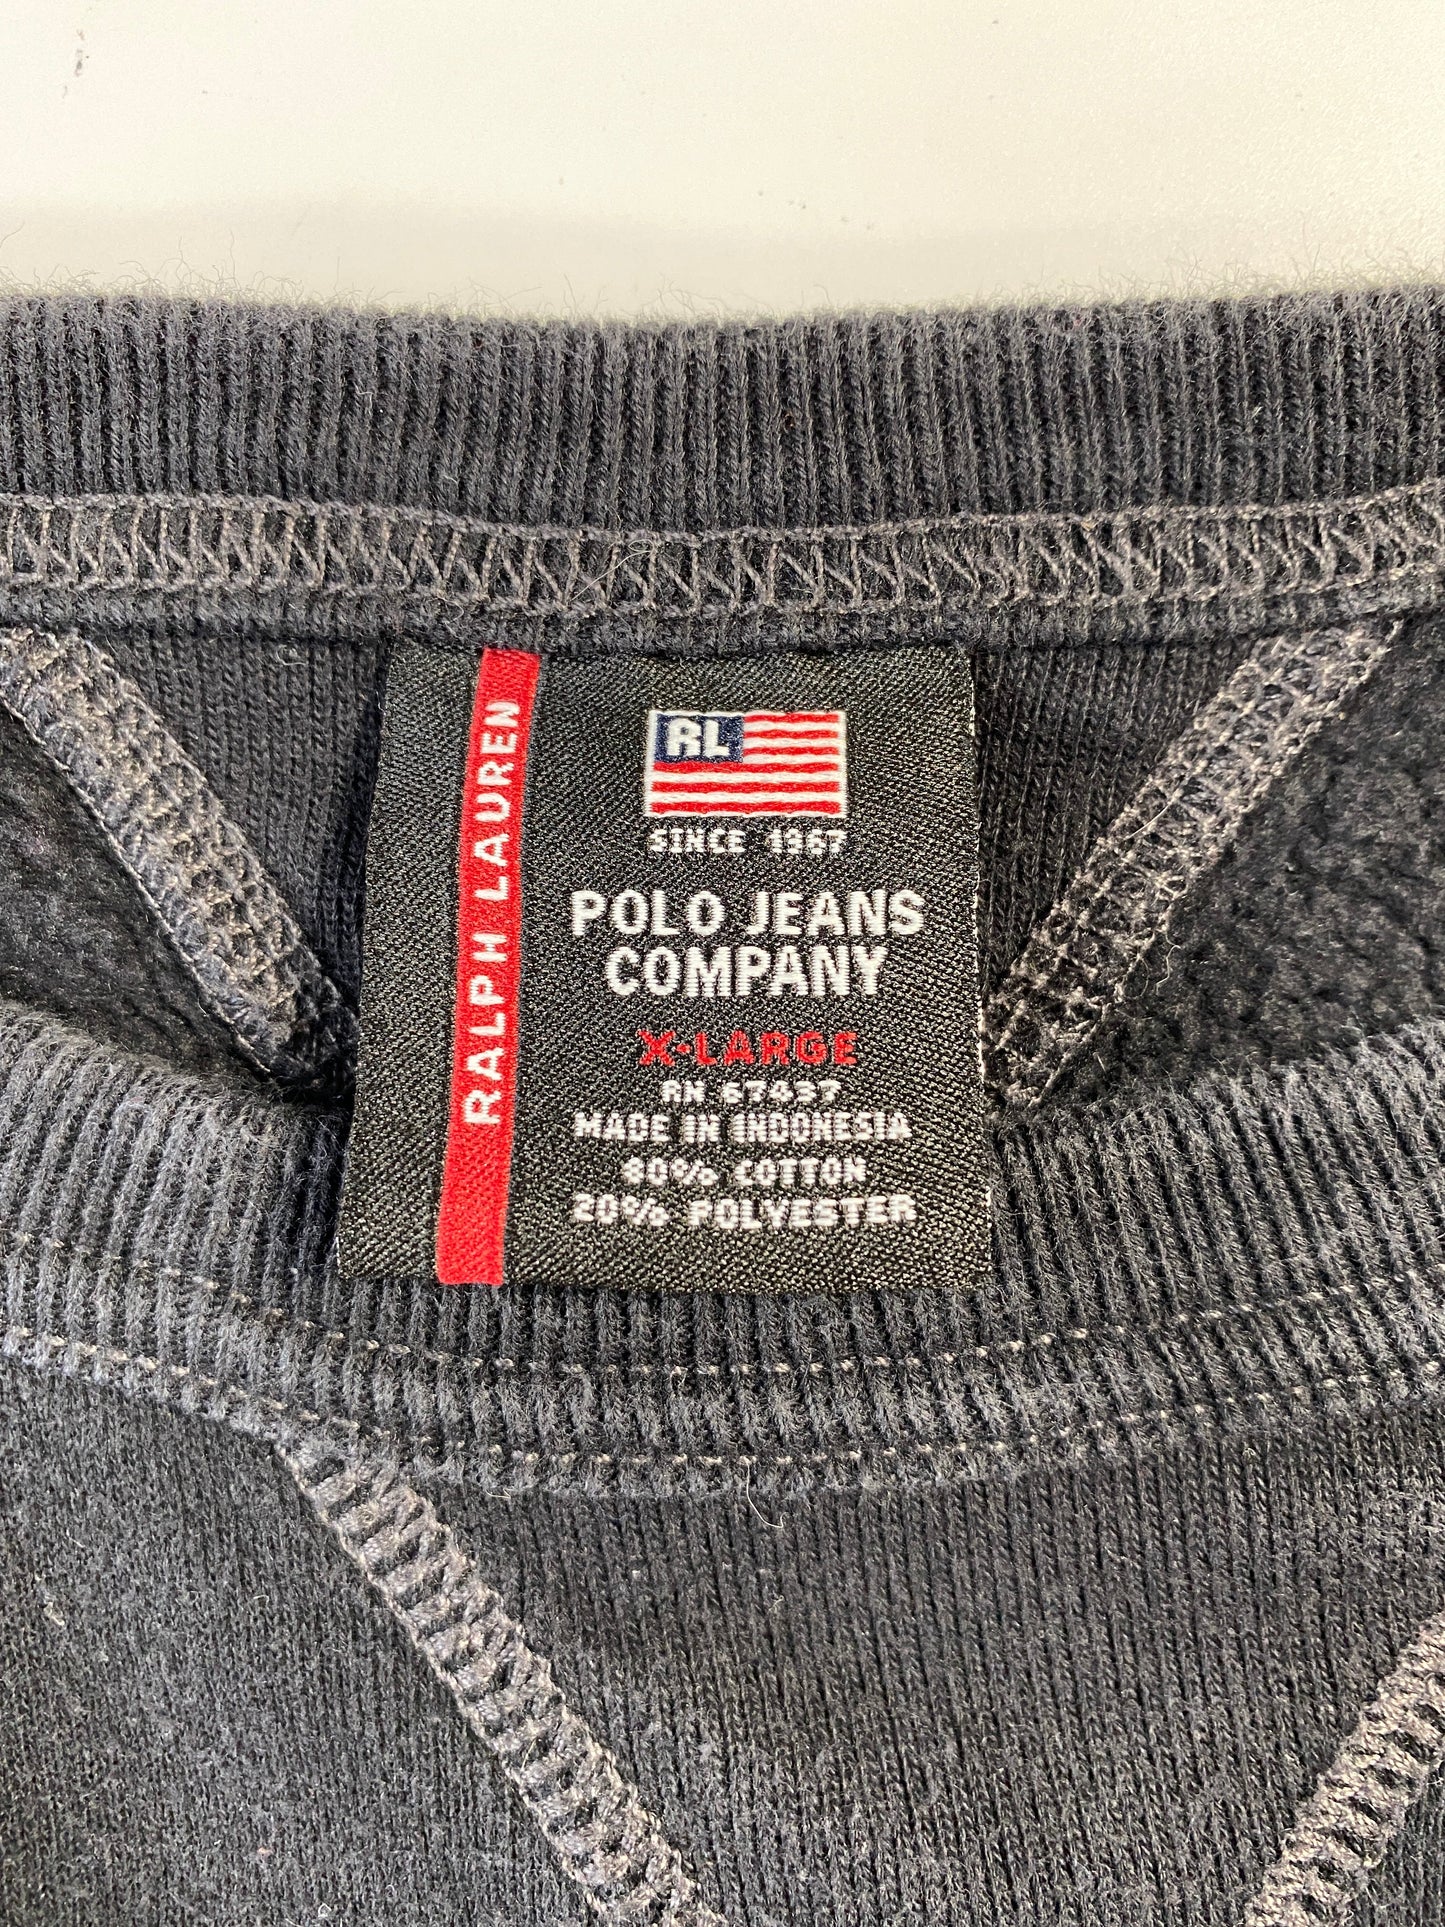 RALPH LAUREN
RL
SINCE 1967
POLO JEANS
COMPANY
X-LARGE
RN 67437
MADE IN INDONESIA
80% COTTON
20% POLYESTER